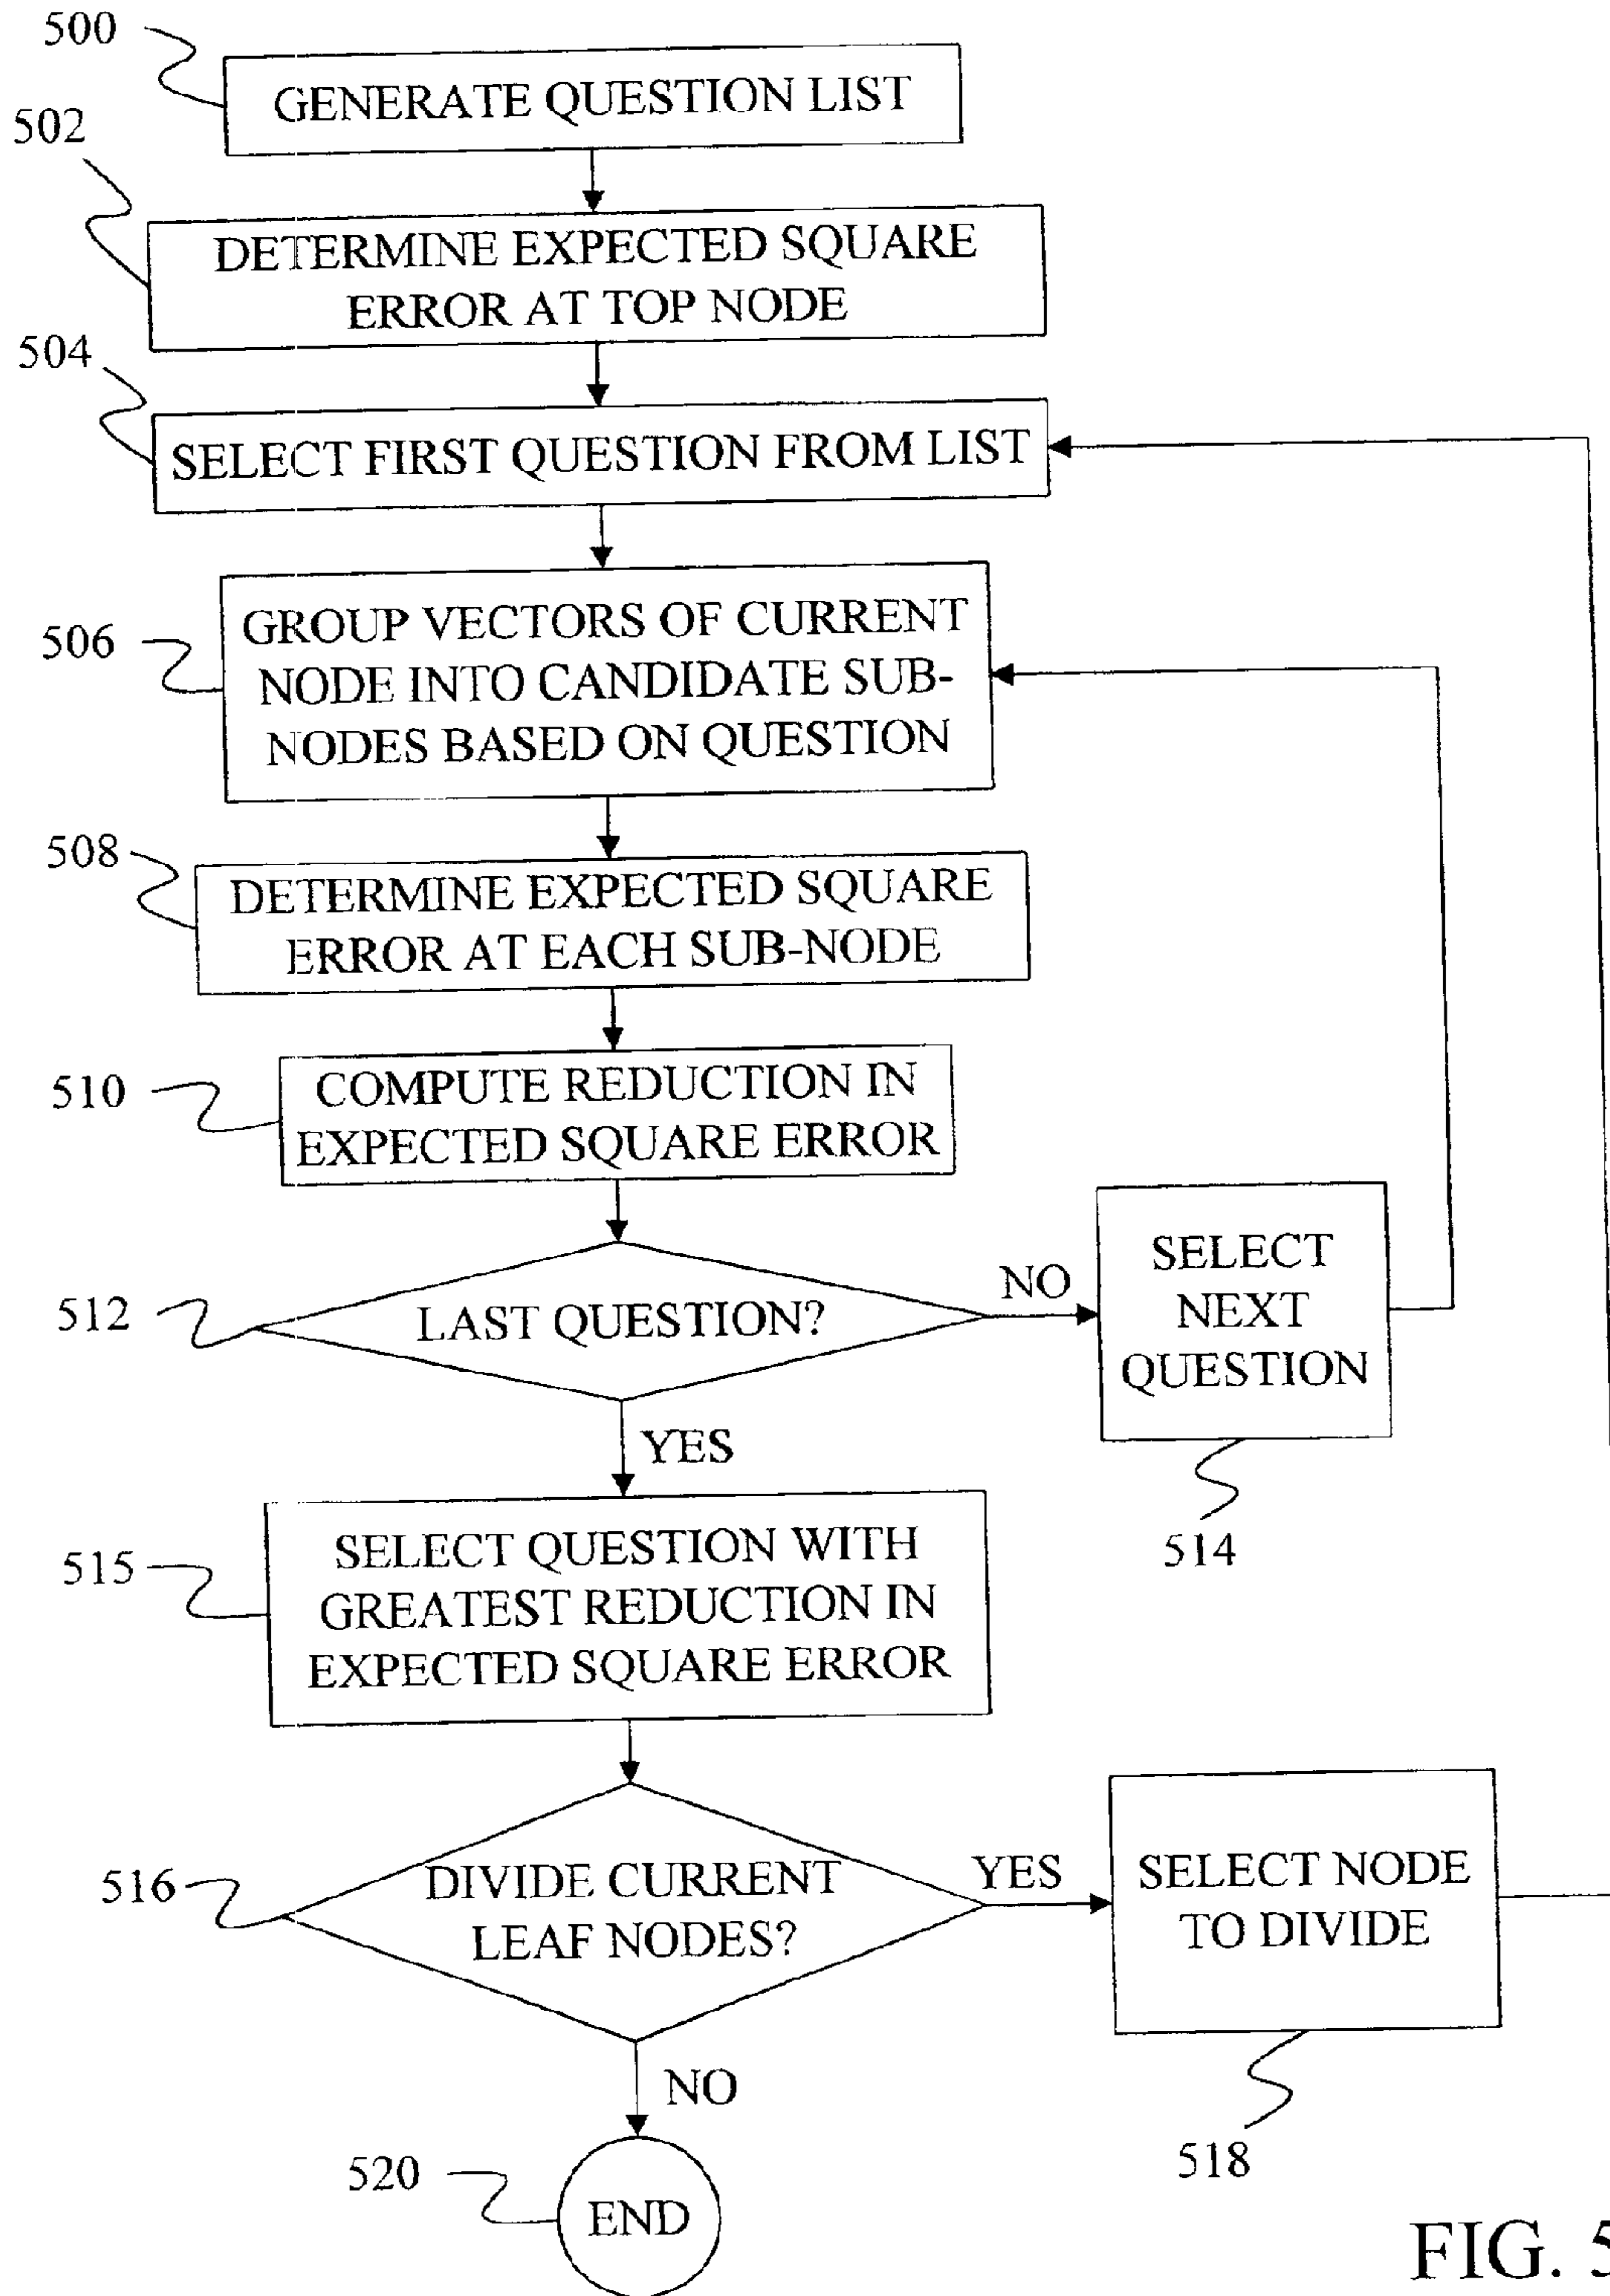 500
GENERATE QUESTION LIST
502
DETERMINE EXPECTED SQUARE
ERROR AT TOP NODE
504
SELECT FIRST QUESTION FROM LIST
506
GROUP VECTORS OF CURRENT
NODE INTO CANDIDATE SUB-
NODES BASED ON QUESTION
508
DETERMINE EXPECTED SQUARE
ERROR AT EACH SUB-NODE
510
COMPUTE REDUCTION IN
EXPECTED SQUARE ERROR
512
LAST QUESTION?
NO
SELECT
NEXT
QUESTION
514
YES
515
SELECT QUESTION WITH
GREATEST REDUCTION IN
EXPECTED SQUARE ERROR
516
DIVIDE CURRENT
LEAF NODES?
YES
SELECT NODE
TO DIVIDE
518
NO
520
END
FIG. 5